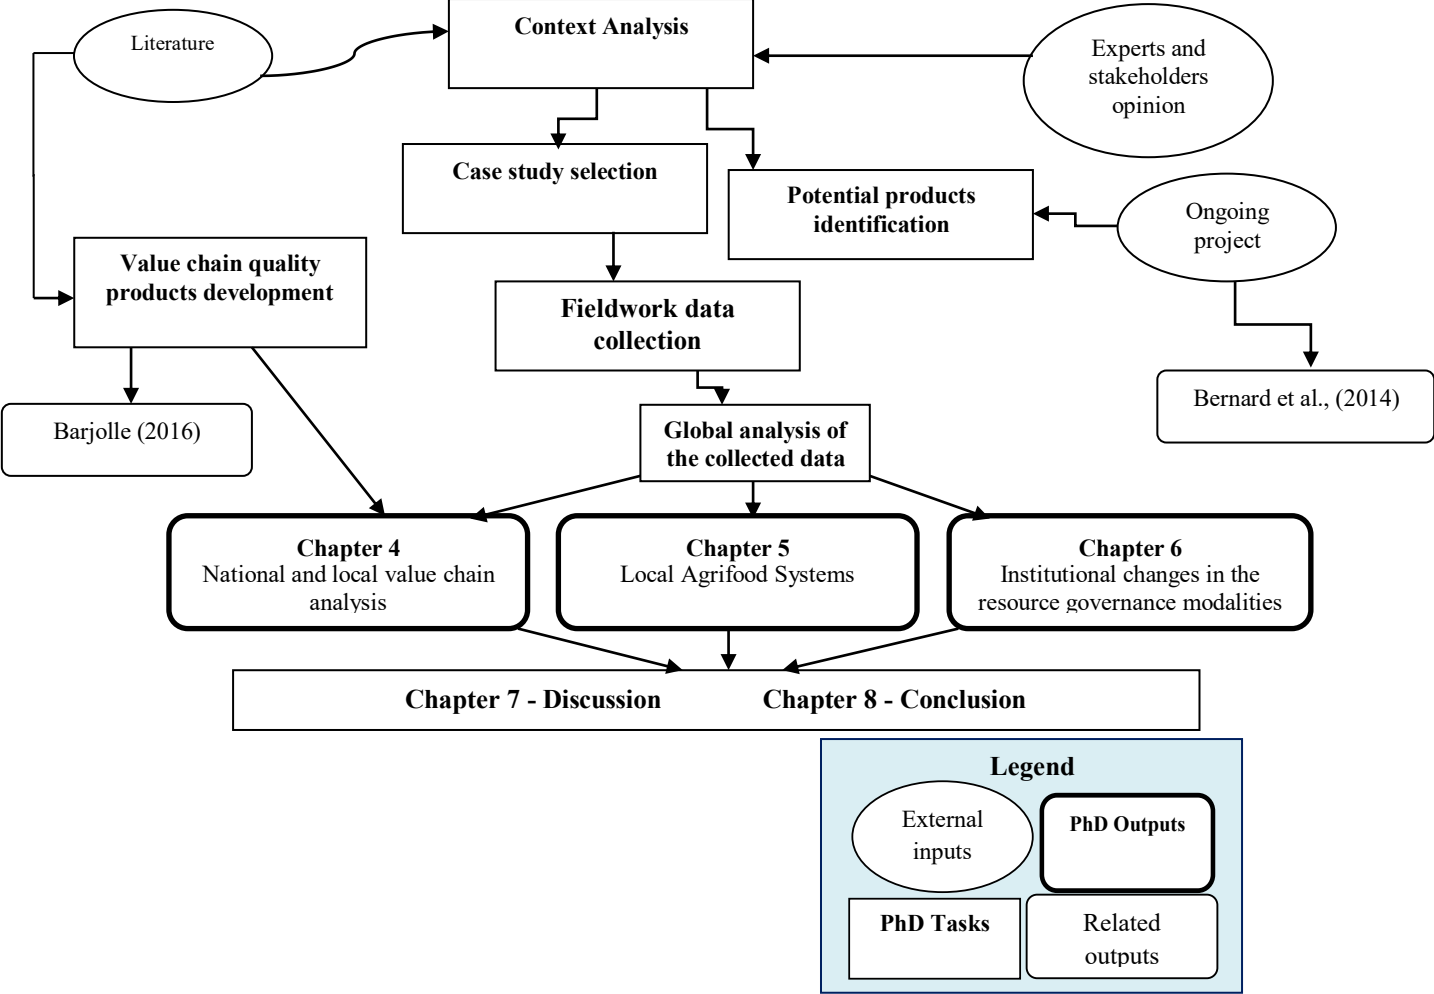 Literature
Context Analysis
Experts and
stakeholders
opinion
Case study selection
Potential products
identification
Ongoing
project
Value chain quality
products development
Fieldwork data
collection
Barjolle (2016)
Bernard et al., (2014)
Global analysis of
the collected data
Chapter 4
National and local value chain
analysis
Chapter 5
Local Agrifood Systems
Chapter 6
Institutional changes in the
resource governance modalities
Chapter 7 - Discussion Chapter 8 - Conclusion
Legend
External
inputs
PhD Outputs
PhD Tasks
Related
outputs